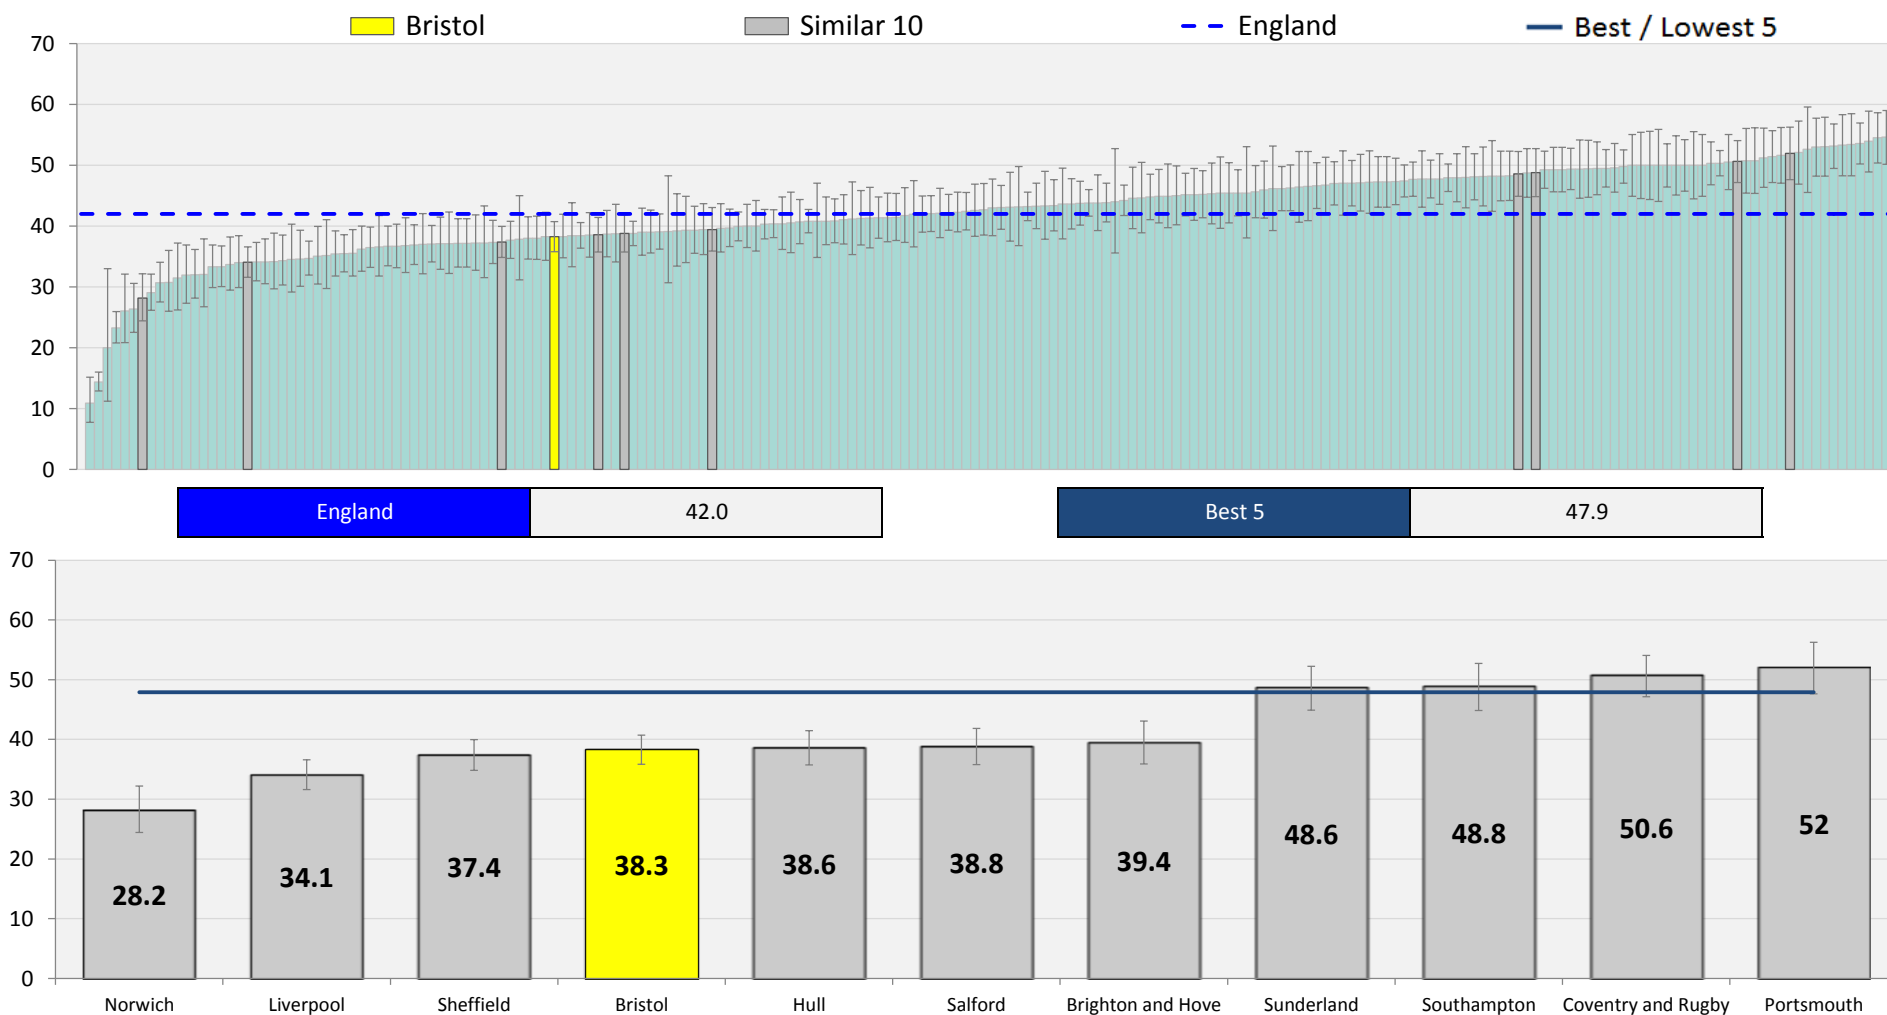 Bristol
Similar 10
England
Best / Lowest 5
70
60
50
40
30
20
10
0
England 42.0
Best 5 47.9
70
60
50
40
30
20
10
0
28.2 34.1 37.4 38.3 38.6 38.8 39.4 48.6 48.8 50.6 52
Norwich Liverpool Sheffield Bristol Hull Salford Brighton and Hove Sunderland Southampton Coventry and Rugby Portsmouth